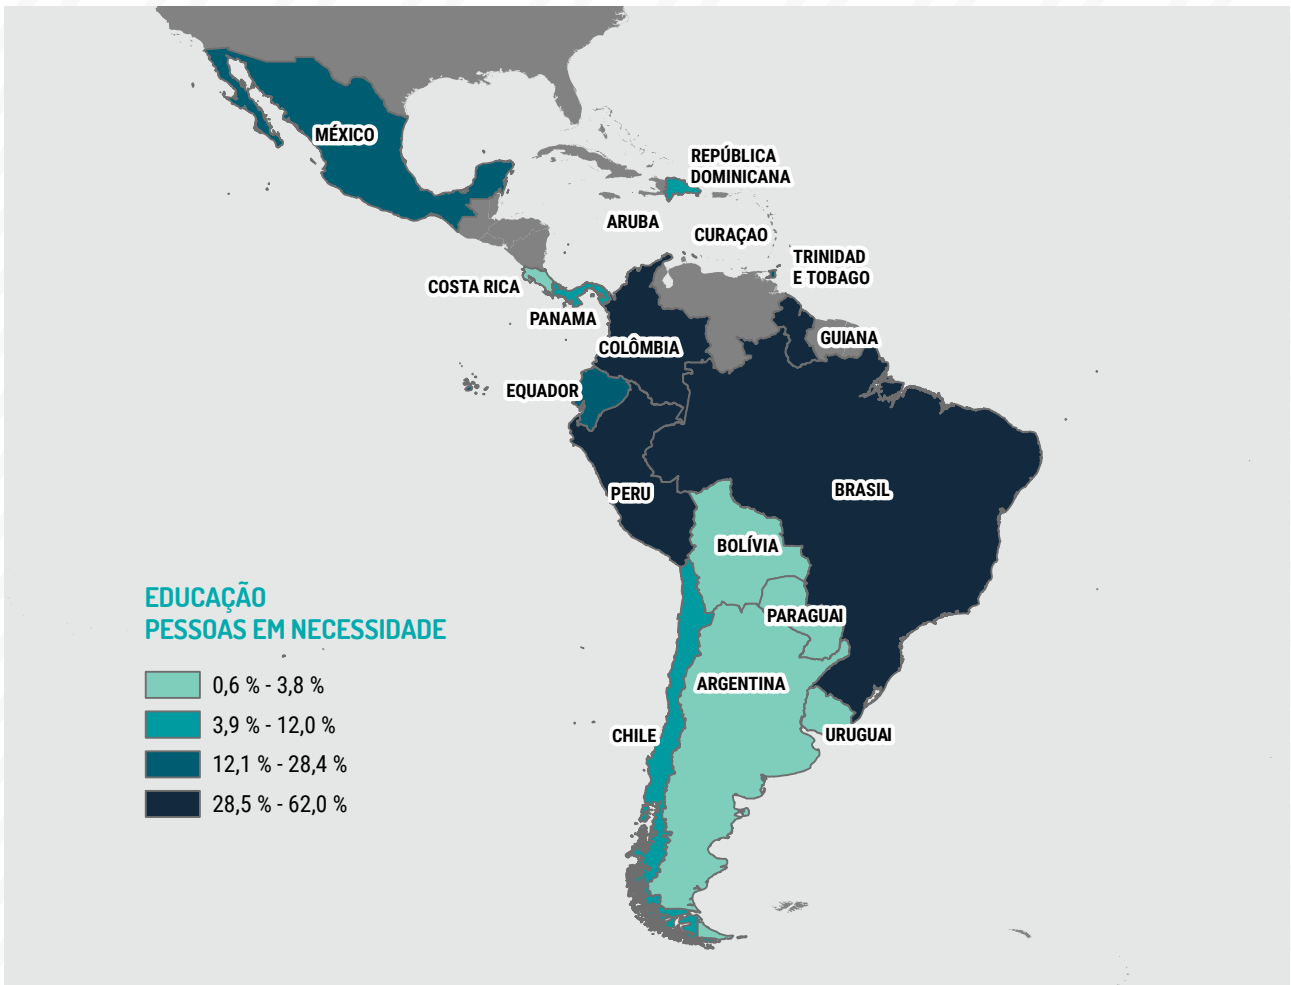 MÉXICO
REPÚBLICA
DOMINICANA
ARUBA
CURAÇAO
TRINIDAD
E TOBAGO
COSTA RICA
PANAMA
GUIANA
COLÔMBIA
EQUADOR
PERU
BRASIL
BOLÍVIA
PARAGUAI
ARGENTINA
CHILE
URUGUAI
EDUCAÇÃO
PESSOAS EM NECESSIDADE
0,6 % - 3,8 %
3,9 % - 12,0 %
12,1 % - 28,4 %
28,5 % - 62,0 %